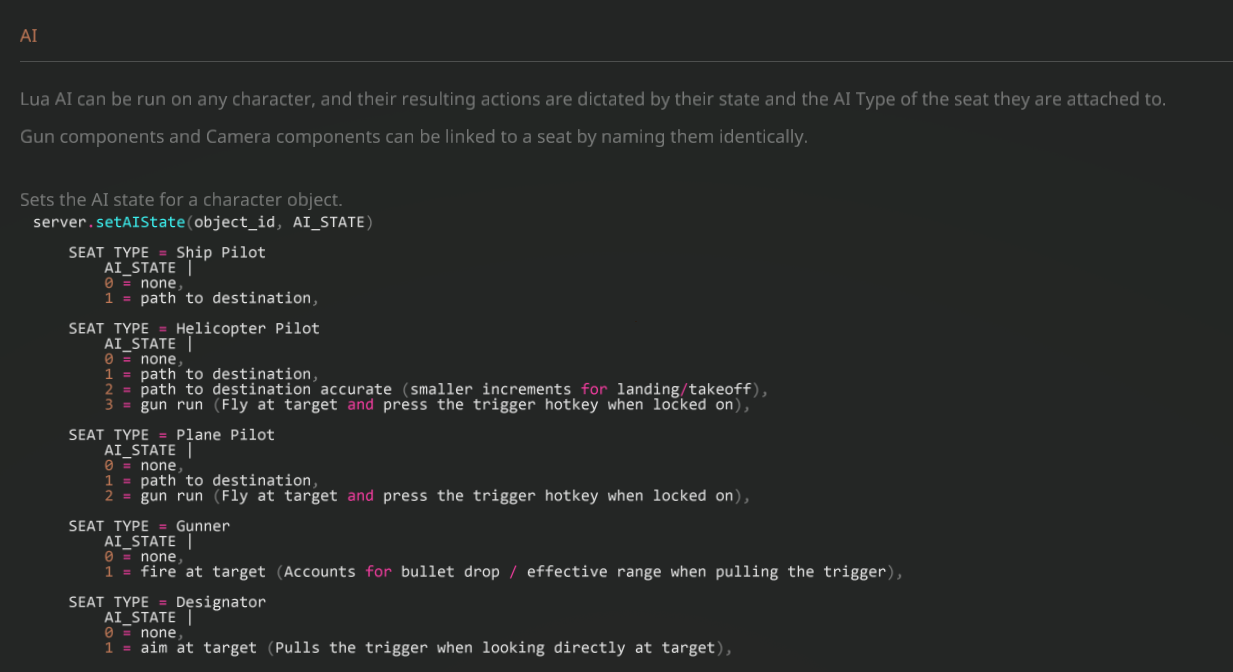 AI
Lua AI can be run on any character, and their resulting actions are dictated by their state and the AI Type of the seat they are attached to.
Gun components and Camera components can be linked to a seat by naming them identically.
Sets the AI state for a character object.
server.setAIState(object_id, AI_STATE)
SEAT TYPE = Ship Pilot
AI_STATE |
0 = none,
1 = path to destination,
SEAT TYPE = Helicopter Pilot
AI_STATE |
0 = none,
1 = path to destination,
2 = path to destination accurate (smaller increments for landing/takeoff),
3 = gun run (Fly at target and press the trigger hotkey when locked on),
SEAT TYPE = Plane Pilot
AI_STATE |
0 = none,
1 = path to destination,
2 = gun run (Fly at target and press the trigger hotkey when locked on),
SEAT TYPE = Gunner
AI_STATE |
0 = none,
1 = fire at target (Accounts for bullet drop / effective range when pulling the trigger),
SEAT TYPE = Designator
AI_STATE |
0 = none,
1 = aim at target (Pulls the trigger when looking directly at target),